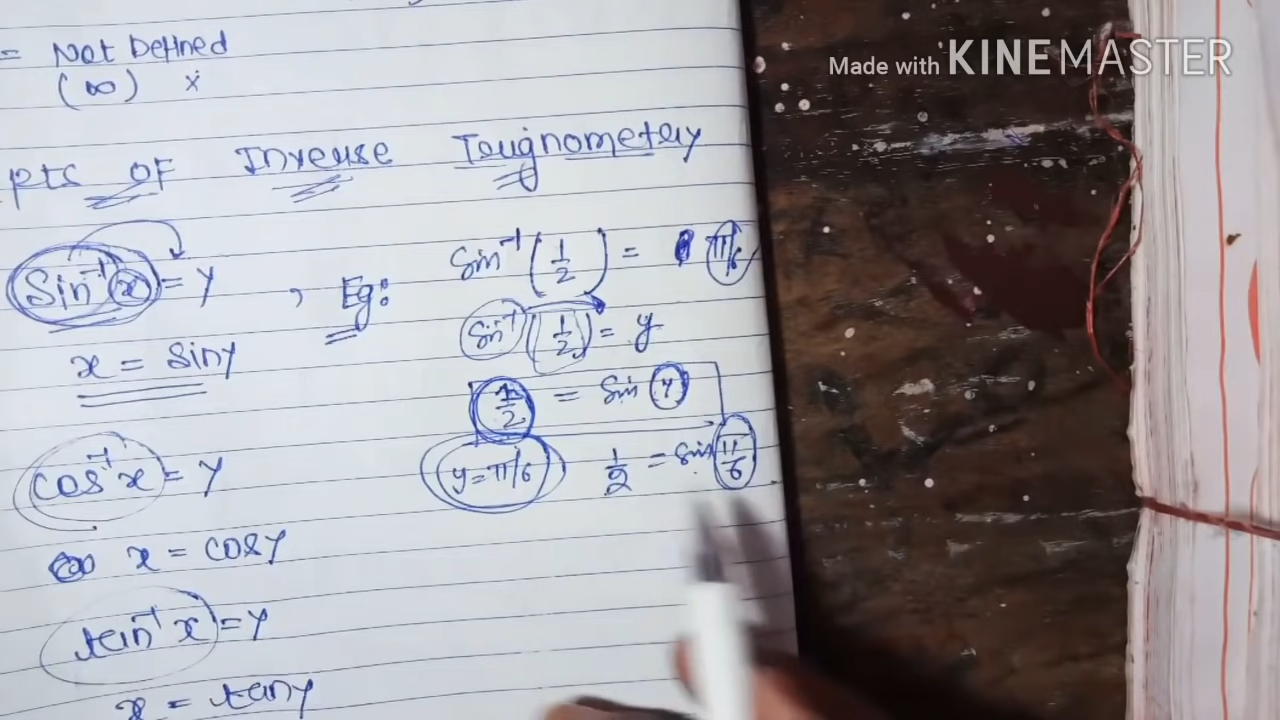 Made with KINEMASTER
= Not Defined
(∞) x
pts OF Inverse Trignometry
Sin⁻¹(x) = y , Eg: Sin⁻¹(1/2) = π/6
x = Siny
Sin⁻¹(1/2) = y
1/2 = Sin(y)
y = π/6 1/2 = Sin π/6
cos⁻¹x = y
x = cosy
tan⁻¹x = y
x = tany